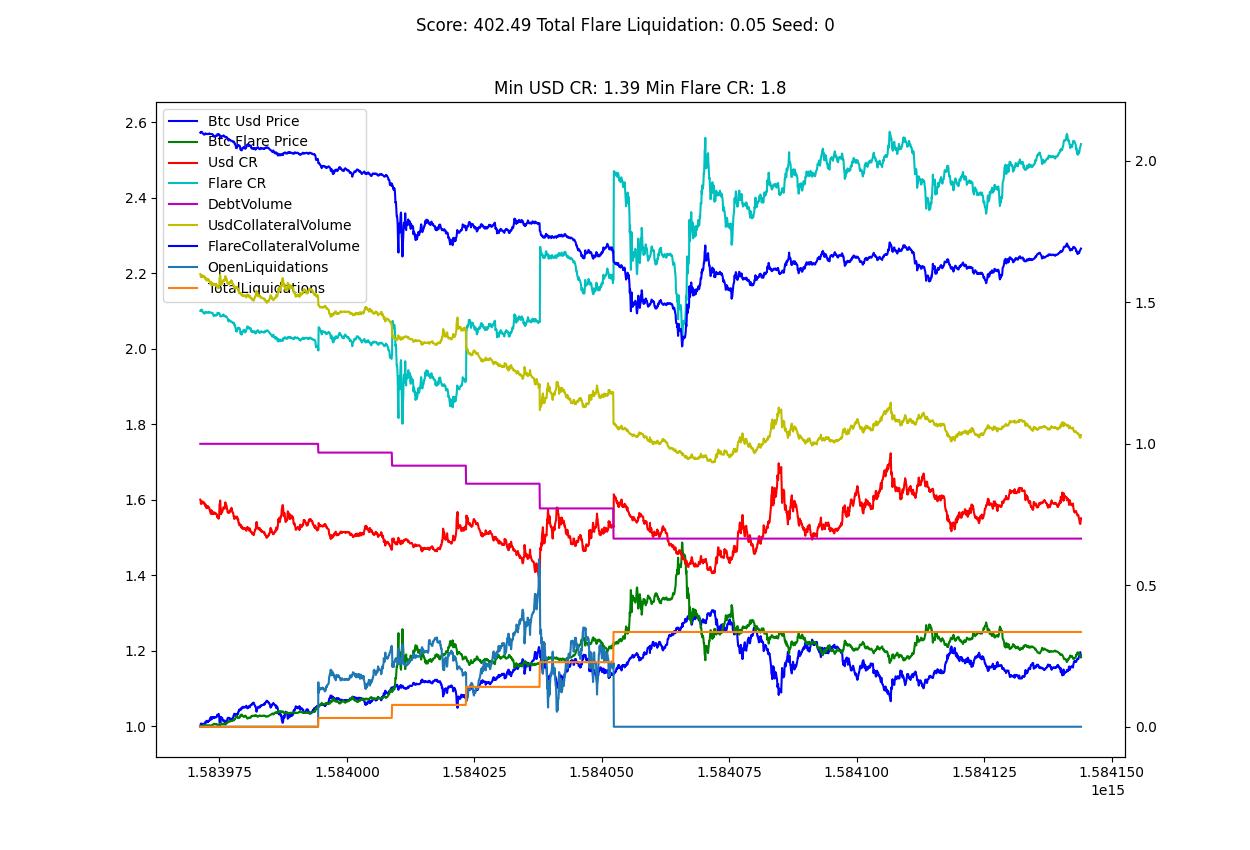 Score: 402.49 Total Flare Liquidation: 0.05 Seed: 0
Min USD CR: 1.39 Min Flare CR: 1.8
Btc Usd Price
Btc Flare Price
Usd CR
Flare CR
DebtVolume
UsdCollateralVolume
FlareCollateralVolume
OpenLiquidations
TotalLiquidations
2.6
2.4
2.2
2.0
1.8
1.6
1.4
1.2
1.0
2.0
1.5
1.0
0.5
0.0
1.583975 1.584000 1.584025 1.584050 1.584075 1.584100 1.584125 1.584150
1e15